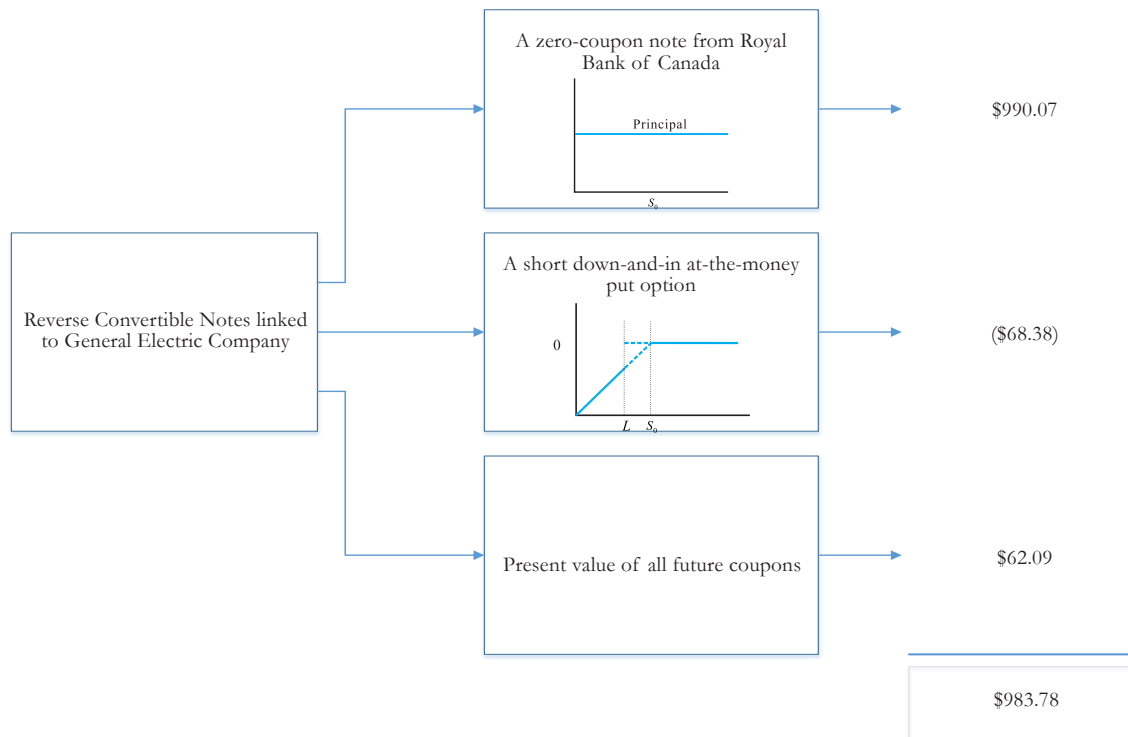 A zero-coupon note from Royal
Bank of Canada
Principal
S₀
$990.07
Reverse Convertible Notes linked
to General Electric Company
A short down-and-in at-the-money
put option
0
L S₀
($68.38)
Present value of all future coupons
$62.09
$983.78